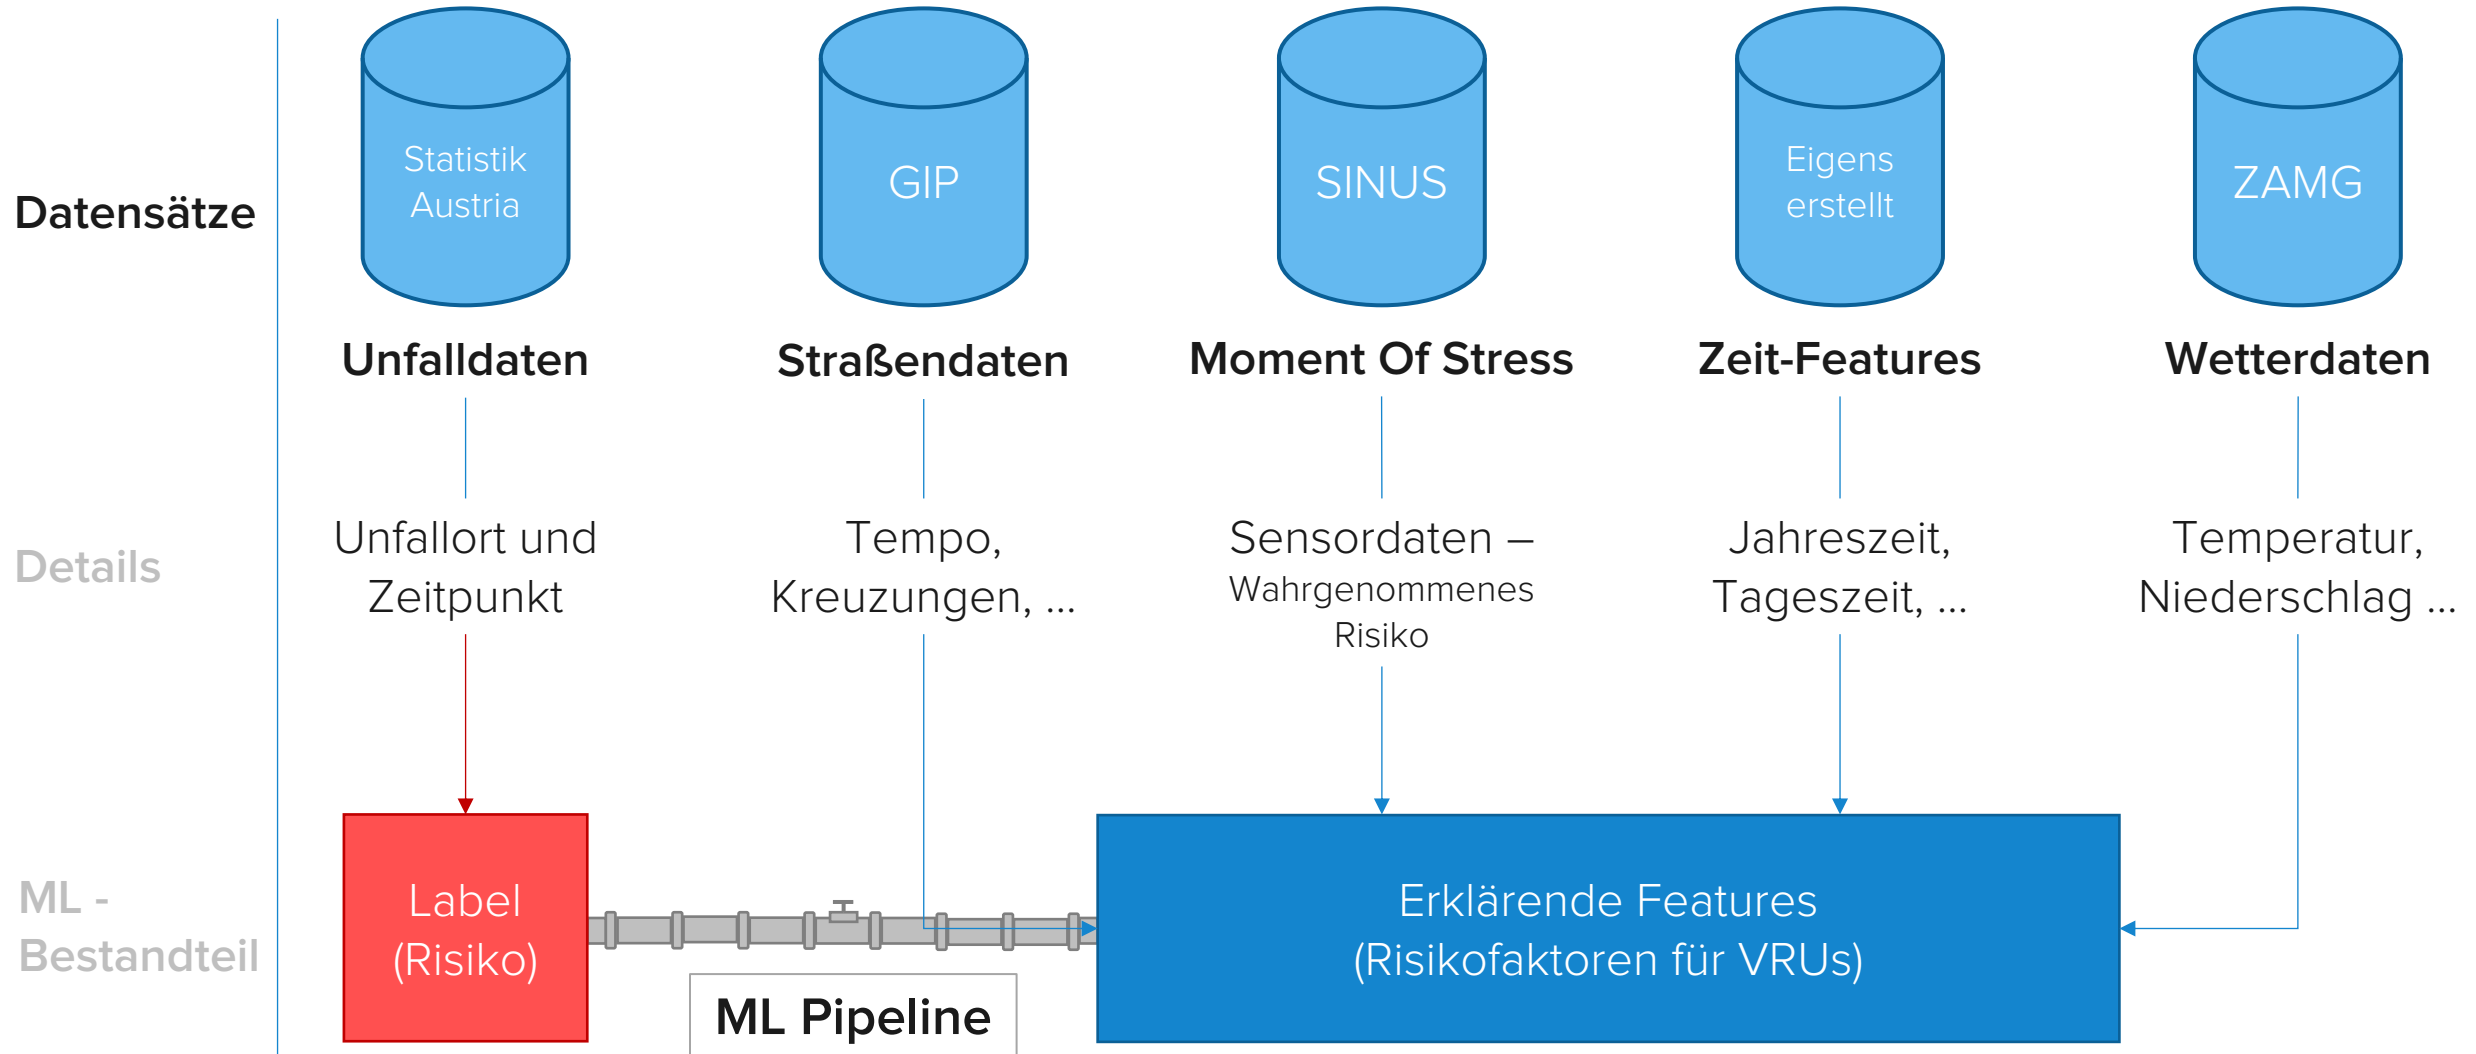 Datensätze
Statistik
Austria
GIP
SINUS
Eigens
erstellt
ZAMG
Unfalldaten
Straßendaten
Moment Of Stress
Zeit-Features
Wetterdaten
Details
Unfallort und
Zeitpunkt
Tempo,
Kreuzungen, ...
Sensordaten –
Wahrgenommenes
Risiko
Jahreszeit,
Tageszeit, ...
Temperatur,
Niederschlag ...
ML -
Bestandteil
Label
(Risiko)
ML Pipeline
Erklärende Features
(Risikofaktoren für VRUs)